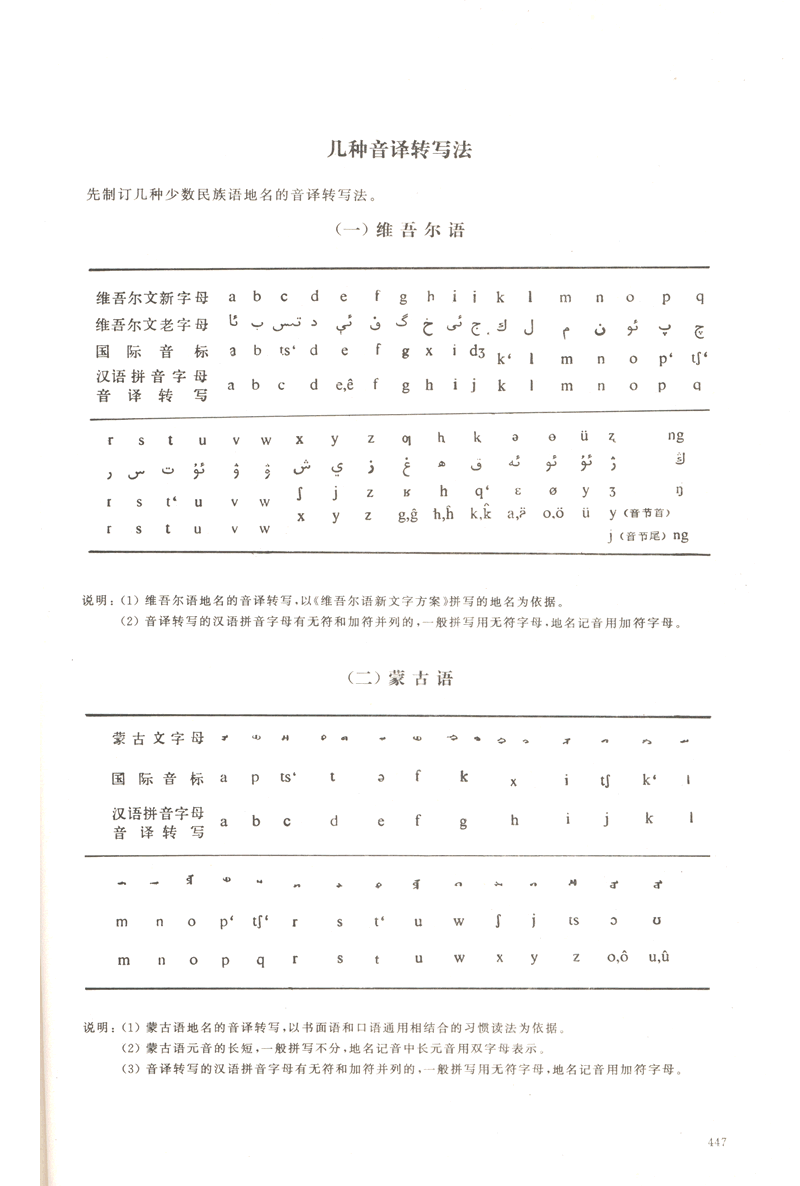 几种音译转写法
先制订几种少数民族语地名的音译转写法。
(一) 维吾尔语
维吾尔文新字母 a b c d e f g h i j k l m n o p q
维吾尔文老字母 ئا ب تس د ئې ف گ خ ئى ج ك ل م ن ئو پ چ
国际音标 a b ts‘ d e f g x i dʒ k‘ l m n o p‘ tʃ‘
汉语拼音字母
音译转写 a b c d e,ê f g h i j k l m n o p q
r s t u v w x y z ƣ h k ə ɵ ü ⱬ ng
ر س ت ئۇ ۋ ۋ ش ي ز غ ھ ق ئە ئۆ ئۈ ژ ڭ
r s t‘ u v w ʃ j z ʁ h q‘ ɛ ø y ʒ ŋ
r s t u v w x y z g,ĝ h,ĥ k,k̂ a,ä o,ö ü y (音节首)
j (音节尾) ng
说明: (1) 维吾尔语地名的音译转写,以《维吾尔语新文字方案》拼写的地名为依据。
(2) 音译转写的汉语拼音字母有无符和加符并列的,一般拼写用无符字母,地名记音用加符字母。
(二) 蒙古语
蒙古文字母
国际音标 a p ts‘ t ə f k x i tʃ k‘ l
汉语拼音字母
音译转写 a b c d e f g h i j k l
m n o p‘ tʃ‘ r s t‘ u w ʃ j ts ɔ ʊ
m n o p q r s t u w x y z o,ô u,û
说明: (1) 蒙古语地名的音译转写,以书面语和口语通用相结合的习惯读法为依据。
(2) 蒙古语元音的长短,一般拼写不分,地名记音中长元音用双字母表示。
(3) 音译转写的汉语拼音字母有无符和加符并列的,一般拼写用无符字母,地名记音用加符字母。
447